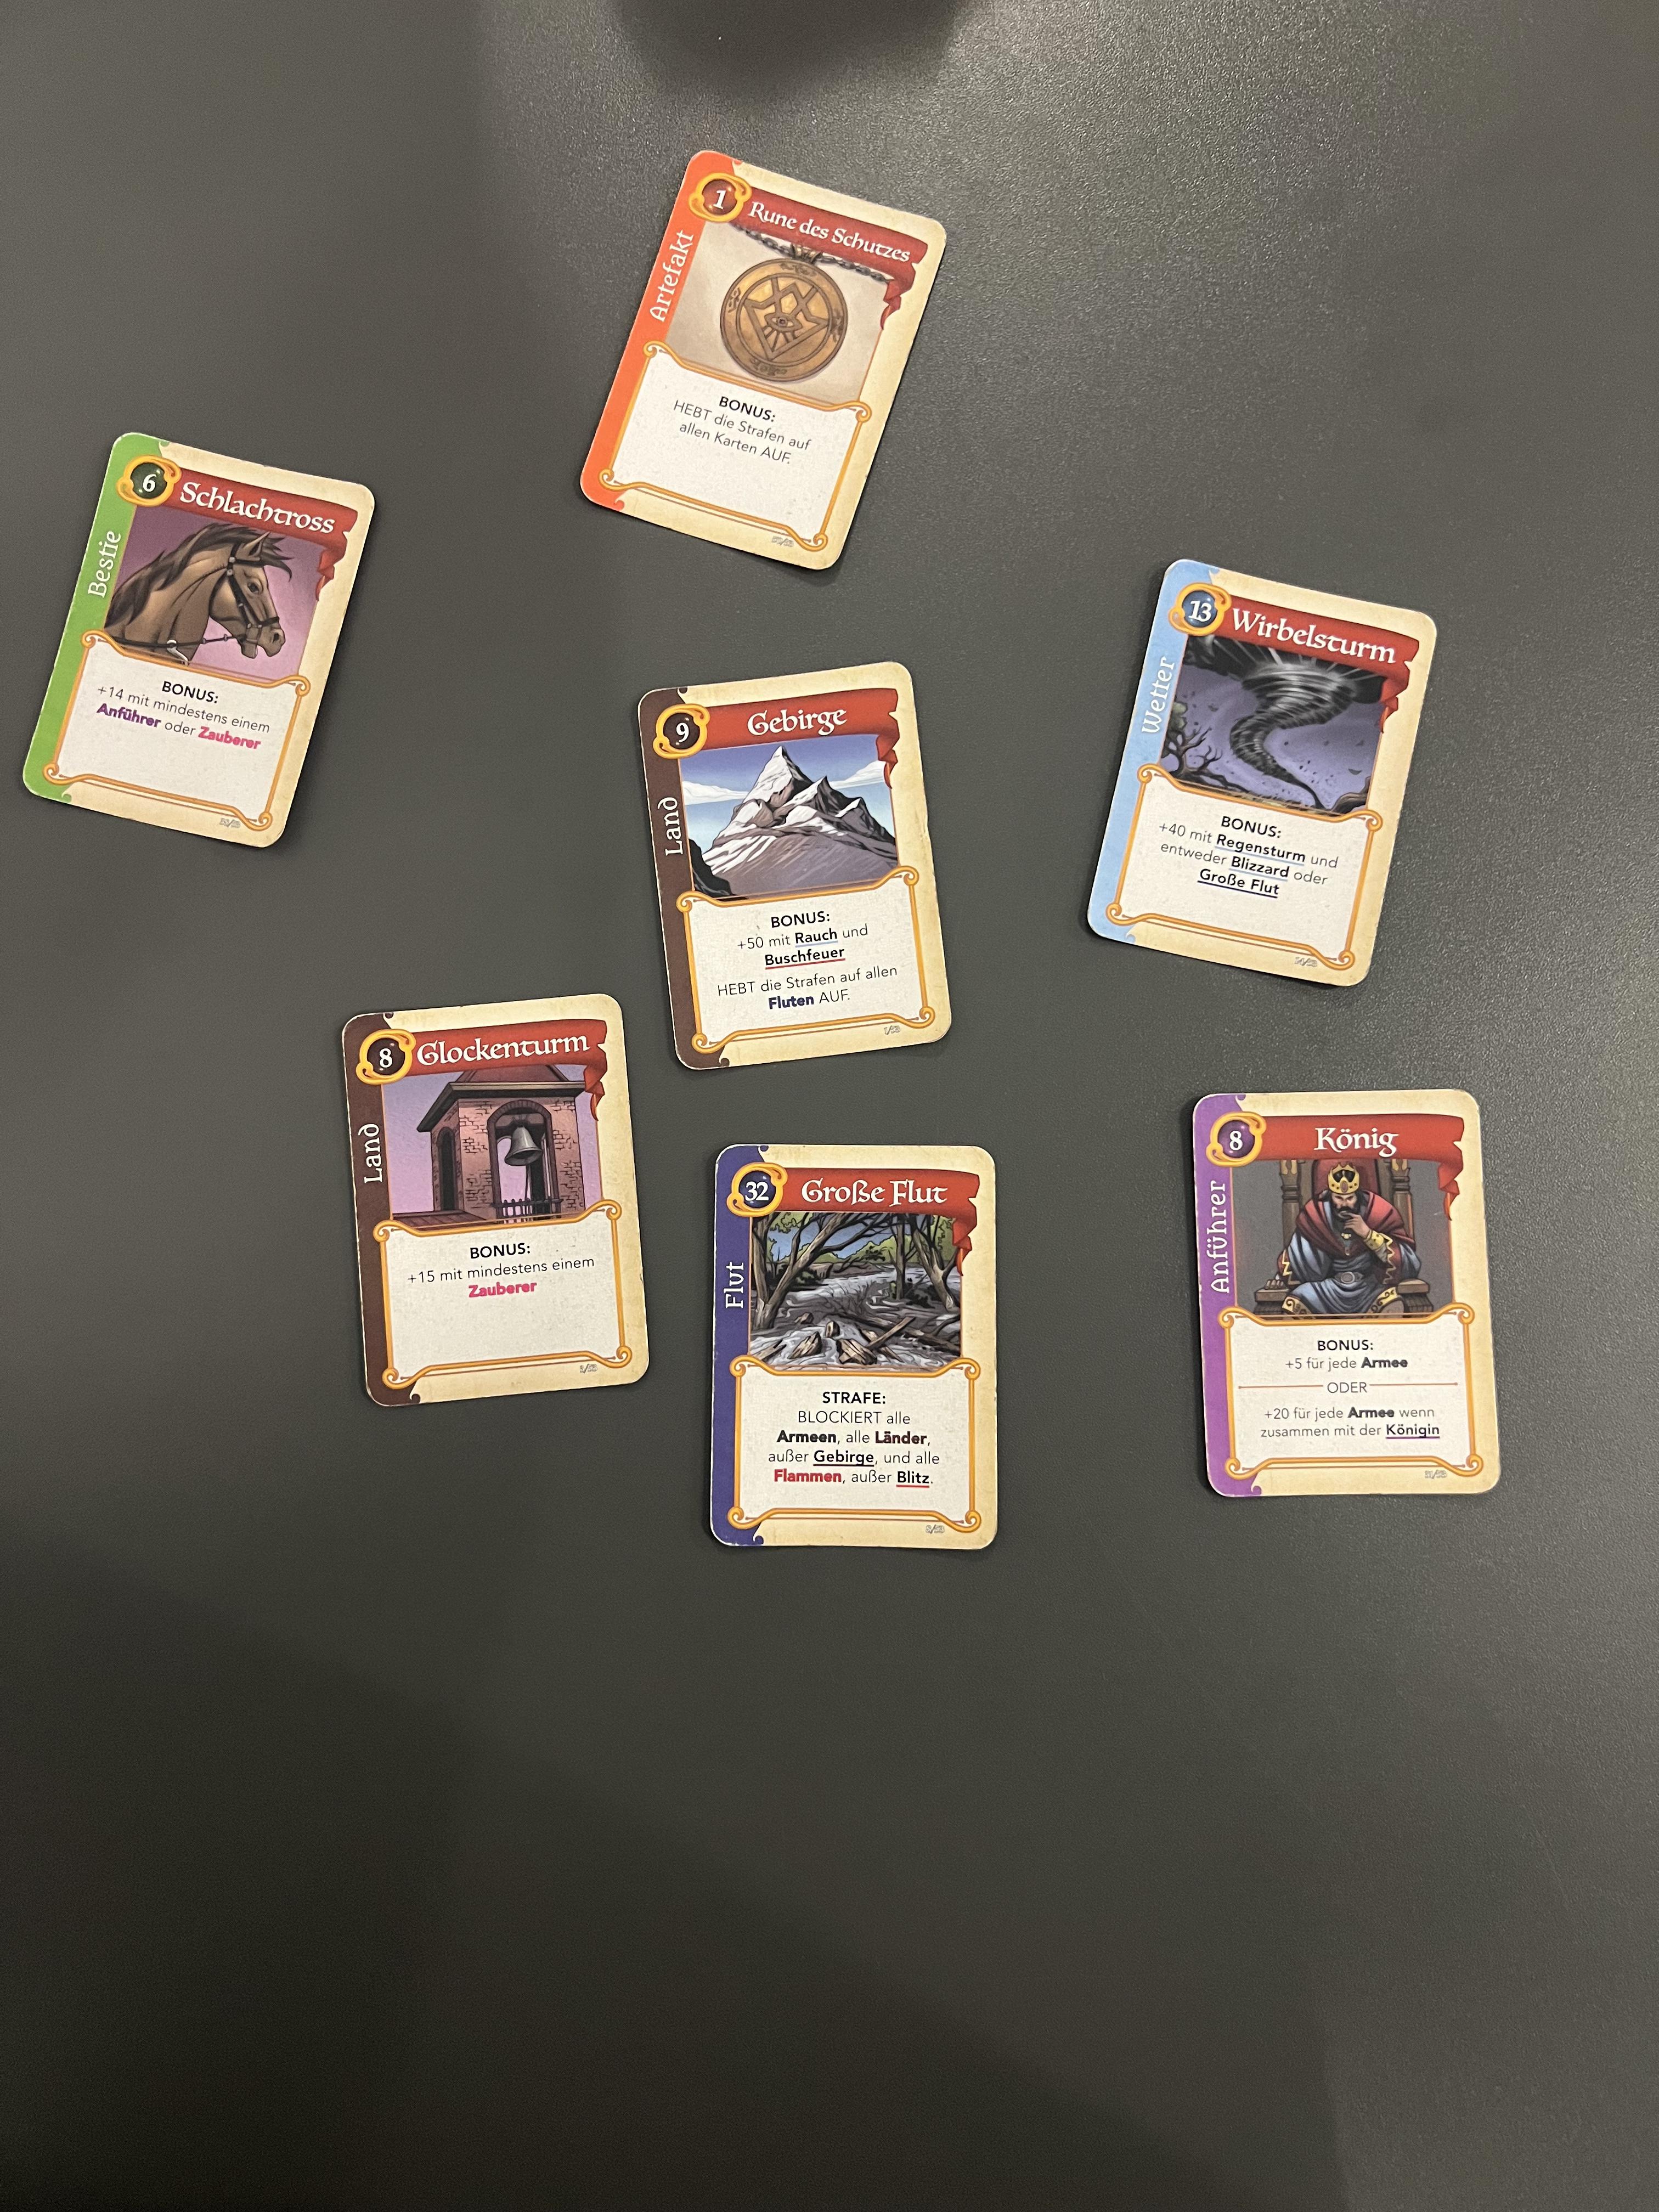 1
Rune des Schutzes
Artefakt
BONUS:
HEBT die Strafen auf
allen Karten AUF.
6
Schlachtross
Bestie
BONUS:
+14 mit mindestens einem
Anführer oder Zauberer
13
Wirbelsturm
Wetter
BONUS:
+40 mit Regensturm und
entweder Blizzard oder
Große Flut
9
Gebirge
Land
BONUS:
+50 mit Rauch und
Buschfeuer
HEBT die Strafen auf allen
Fluten AUF.
8
Glockenturm
Land
BONUS:
+15 mit mindestens einem
Zauberer
32
Große Flut
Flut
STRAFE:
BLOCKIERT alle
Armeen, alle Länder,
außer Gebirge, und alle
Flammen, außer Blitz.
8
König
Anführer
BONUS:
+5 für jede Armee
ODER
+20 für jede Armee wenn
zusammen mit der Königin